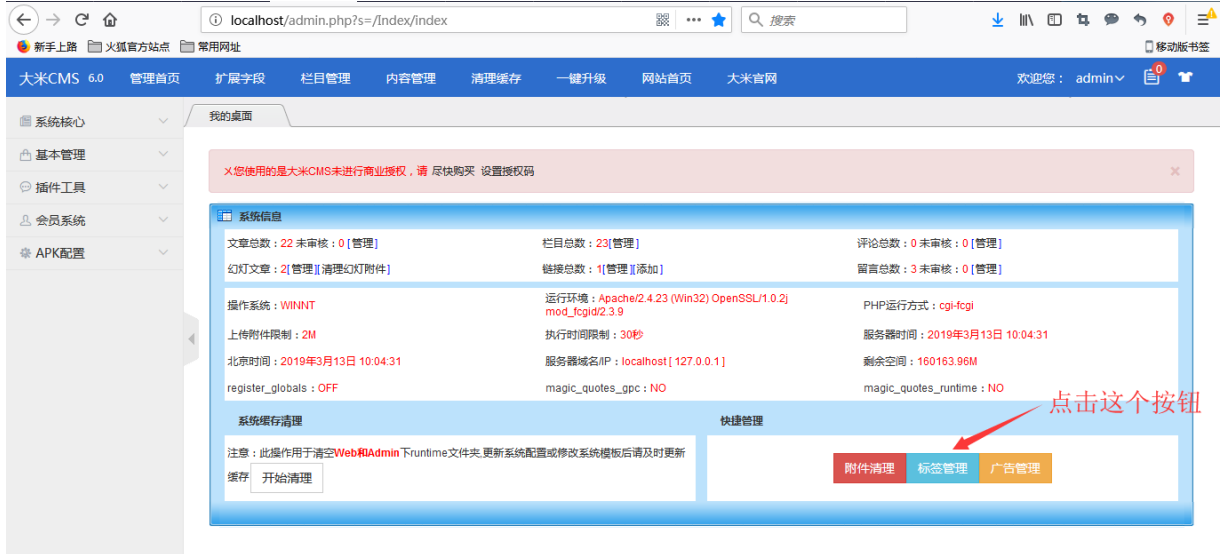 localhost/admin.php?s=/Index/index
搜索
新手上路 火狐官方站点 常用网址 移动版书签
大米CMS 6.0 管理首页 扩展字段 栏目管理 内容管理 清理缓存 一键升级 网站首页 大米官网 欢迎您： admin 0
系统核心
基本管理
插件工具
会员系统
APK配置
我的桌面
您使用的是大米CMS未进行商业授权，请 尽快购买 设置授权码
系统信息
文章总数：22 未审核：0 [管理] 栏目总数：23[管理] 评论总数：0 未审核：0 [管理]
幻灯文章：2[管理][清理幻灯附件] 链接总数：1[管理][添加] 留言总数：3 未审核：0 [管理]
操作系统：WINNT 运行环境：Apache/2.4.23 (Win32) OpenSSL/1.0.2j PHP运行方式：cgi-fcgi
mod_fcgid/2.3.9
上传附件限制：2M 执行时间限制：30秒 服务器时间：2019年3月13日 10:04:31
北京时间：2019年3月13日 10:04:31 服务器域名/IP：localhost [ 127.0.0.1 ] 剩余空间：160163.96M
register_globals：OFF magic_quotes_gpc：NO magic_quotes_runtime：NO
点击这个按钮
系统缓存清理 快捷管理
注意：此操作用于清空Web和Admin下runtime文件夹,更新系统配置或修改系统模板后请及时更新
缓存 开始清理
附件清理 标签管理 广告管理